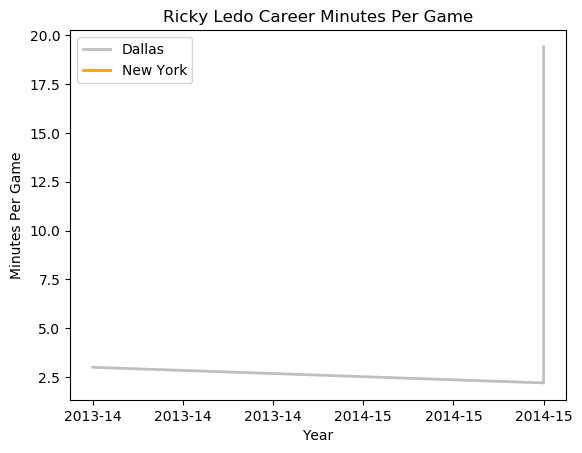 Ricky Ledo Career Minutes Per Game
20.0
17.5
15.0
12.5
10.0
7.5
5.0
2.5
Minutes Per Game
Dallas
New York
2013-14 2013-14 2013-14 2014-15 2014-15 2014-15
Year